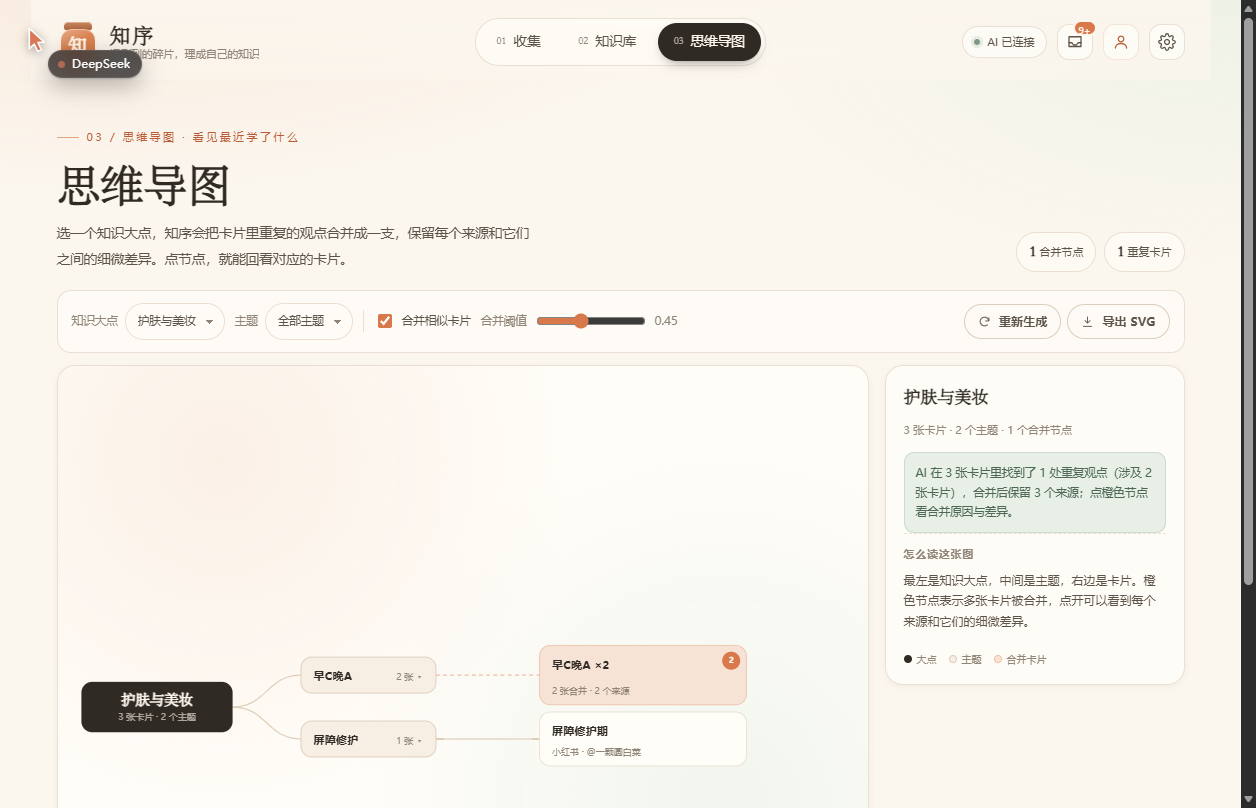 知
知序
的碎片，理成自己的知识
DeepSeek
01 收集
02 知识库
03 思维导图
AI 已连接
9+
03 / 思维导图 · 看见最近学了什么
思维导图
选一个知识大点，知序会把卡片里重复的观点合并成一支，保留每个来源和它们
之间的细微差异。点节点，就能回看对应的卡片。
1 合并节点
1 重复卡片
知识大点
护肤与美妆
主题
全部主题
合并相似卡片
合并阈值
0.45
重新生成
导出 SVG
护肤与美妆
3 张卡片 · 2 个主题
早C晚A
2 张
屏障修护
1 张
早C晚A ×2
2
2 张合并 · 2 个来源
屏障修护期
小红书 · @一颗圆白菜
护肤与美妆
3 张卡片 · 2 个主题 · 1 个合并节点
AI 在 3 张卡片里找到了 1 处重复观点（涉及 2
张卡片），合并后保留 3 个来源；点橙色节点
看合并原因与差异。
怎么读这张图
最左是知识大点，中间是主题，右边是卡片。橙
色节点表示多张卡片被合并，点开可以看到每个
来源和它们的细微差异。
大点
主题
合并卡片